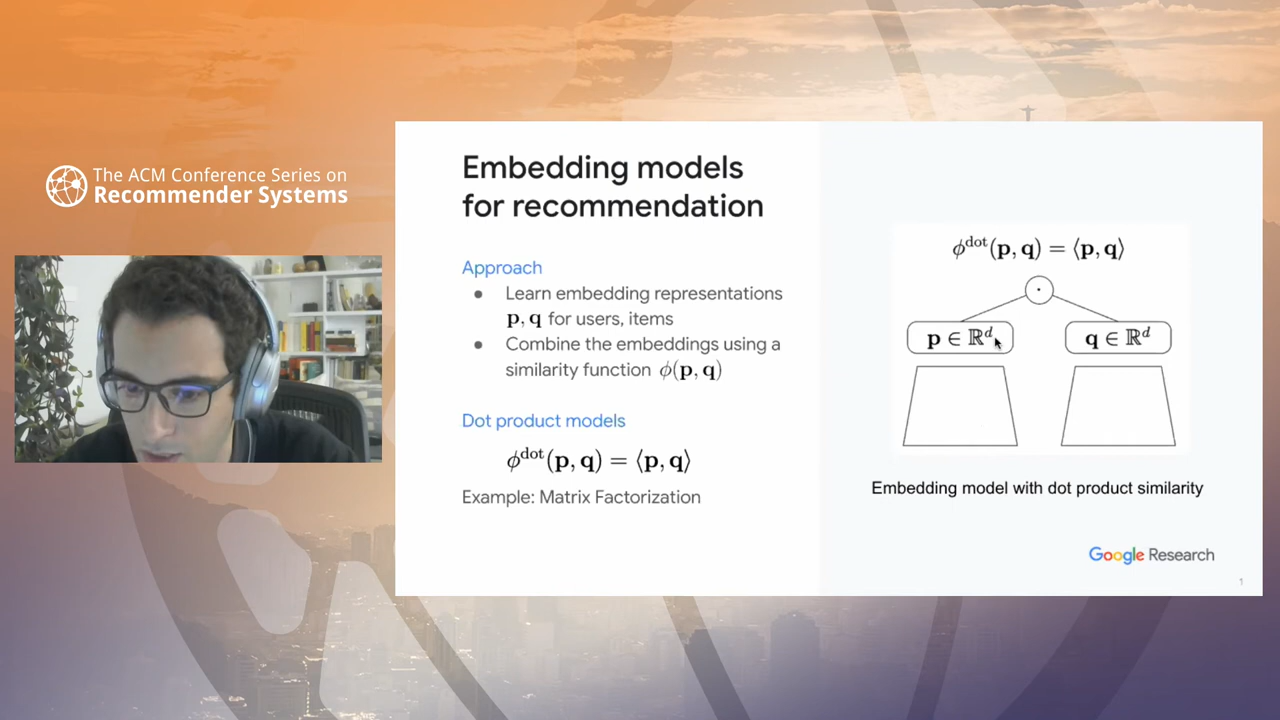 The ACM Conference Series on
Recommender Systems
Embedding models
for recommendation
Approach
● Learn embedding representations
p, q for users, items
● Combine the embeddings using a
similarity function ϕ(p, q)
Dot product models
ϕ^dot(p, q) = ⟨p, q⟩
Example: Matrix Factorization
ϕ^dot(p, q) = ⟨p, q⟩
·
p ∈ ℝ^d
q ∈ ℝ^d
Embedding model with dot product similarity
Google Research
1